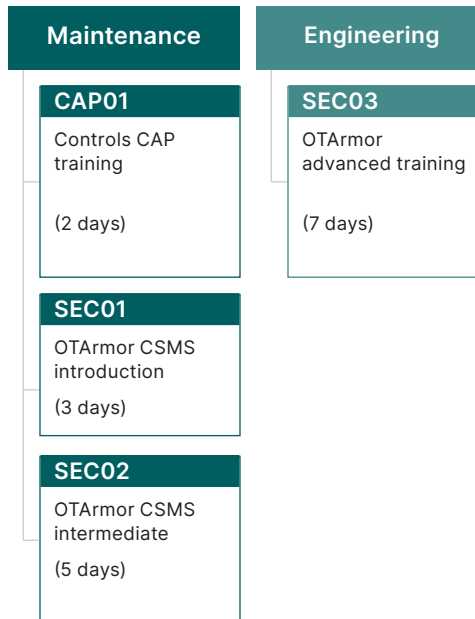 Maintenance
CAP01
Controls CAP
training
(2 days)
SEC01
OTArmor CSMS
introduction
(3 days)
SEC02
OTArmor CSMS
intermediate
(5 days)
Engineering
SEC03
OTArmor
advanced training
(7 days)